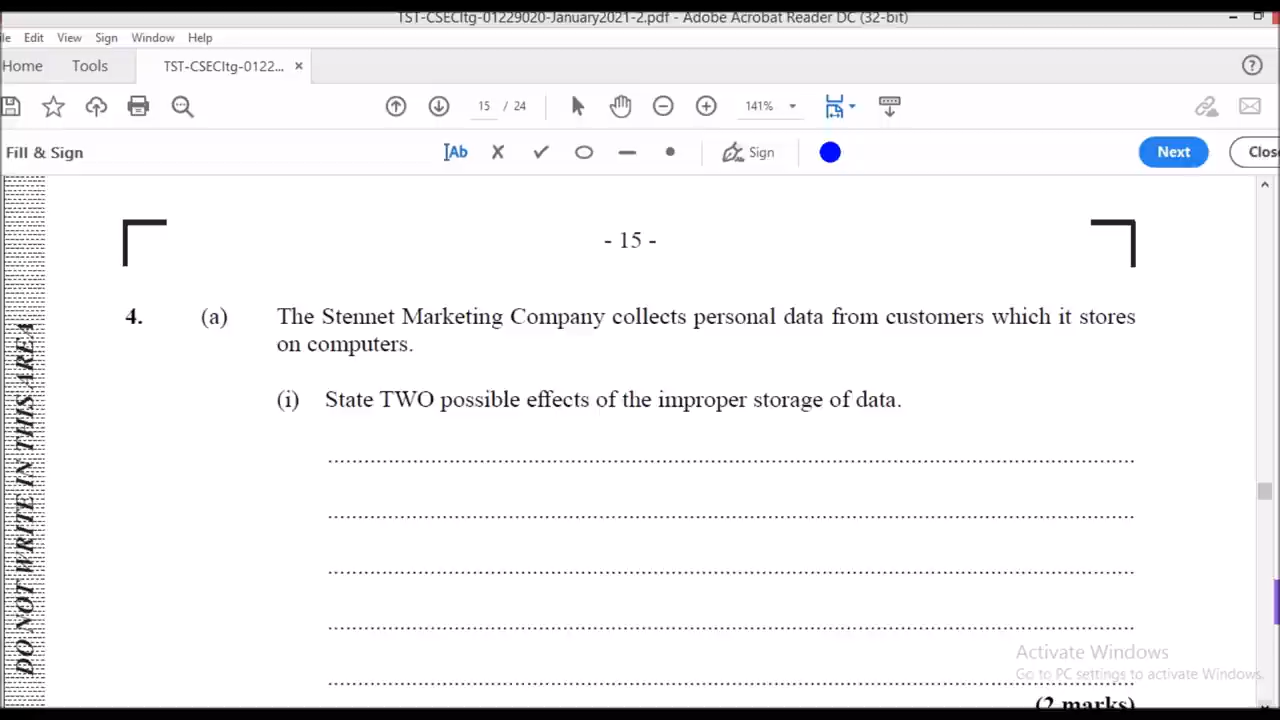 TST-CSECItg-01229020-January2021-2.pdf - Adobe Acrobat Reader DC (32-bit)
Edit View Sign Window Help
Home Tools TST-CSECItg-0122... ×
15 / 24 141%
Fill & Sign Ab Sign Next
- 15 -
4. (a) The Stennet Marketing Company collects personal data from customers which it stores
on computers.
(i) State TWO possible effects of the improper storage of data.
DO NOT WRITE IN THIS AREA
Activate Windows
Go to PC settings to activate Windows.
(2 marks)